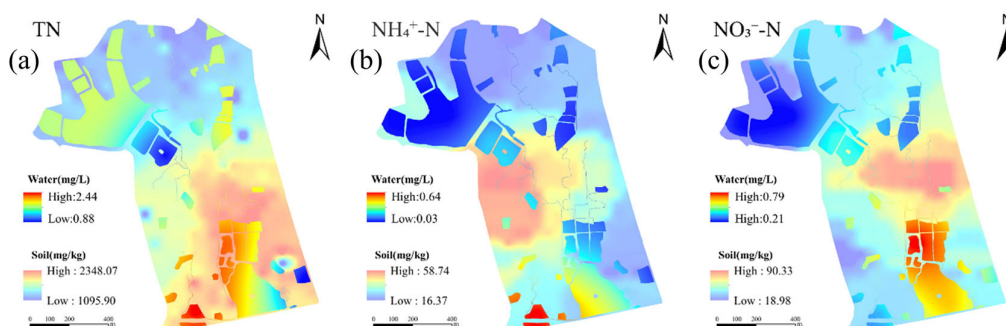 (a)
TN
N
Water(mg/L)
High:2.44
Low:0.88
Soil(mg/kg)
High : 2348.07
Low : 1095.90
0 100 200 400
(b)
NH₄⁺-N
N
Water(mg/L)
High:0.64
Low:0.03
Soil(mg/kg)
High : 58.74
Low : 16.37
0 100 200 400
(c)
NO₃⁻-N
N
Water(mg/L)
High:0.79
High:0.21
Soil(mg/kg)
High : 90.33
Low : 18.98
0 100 200 400